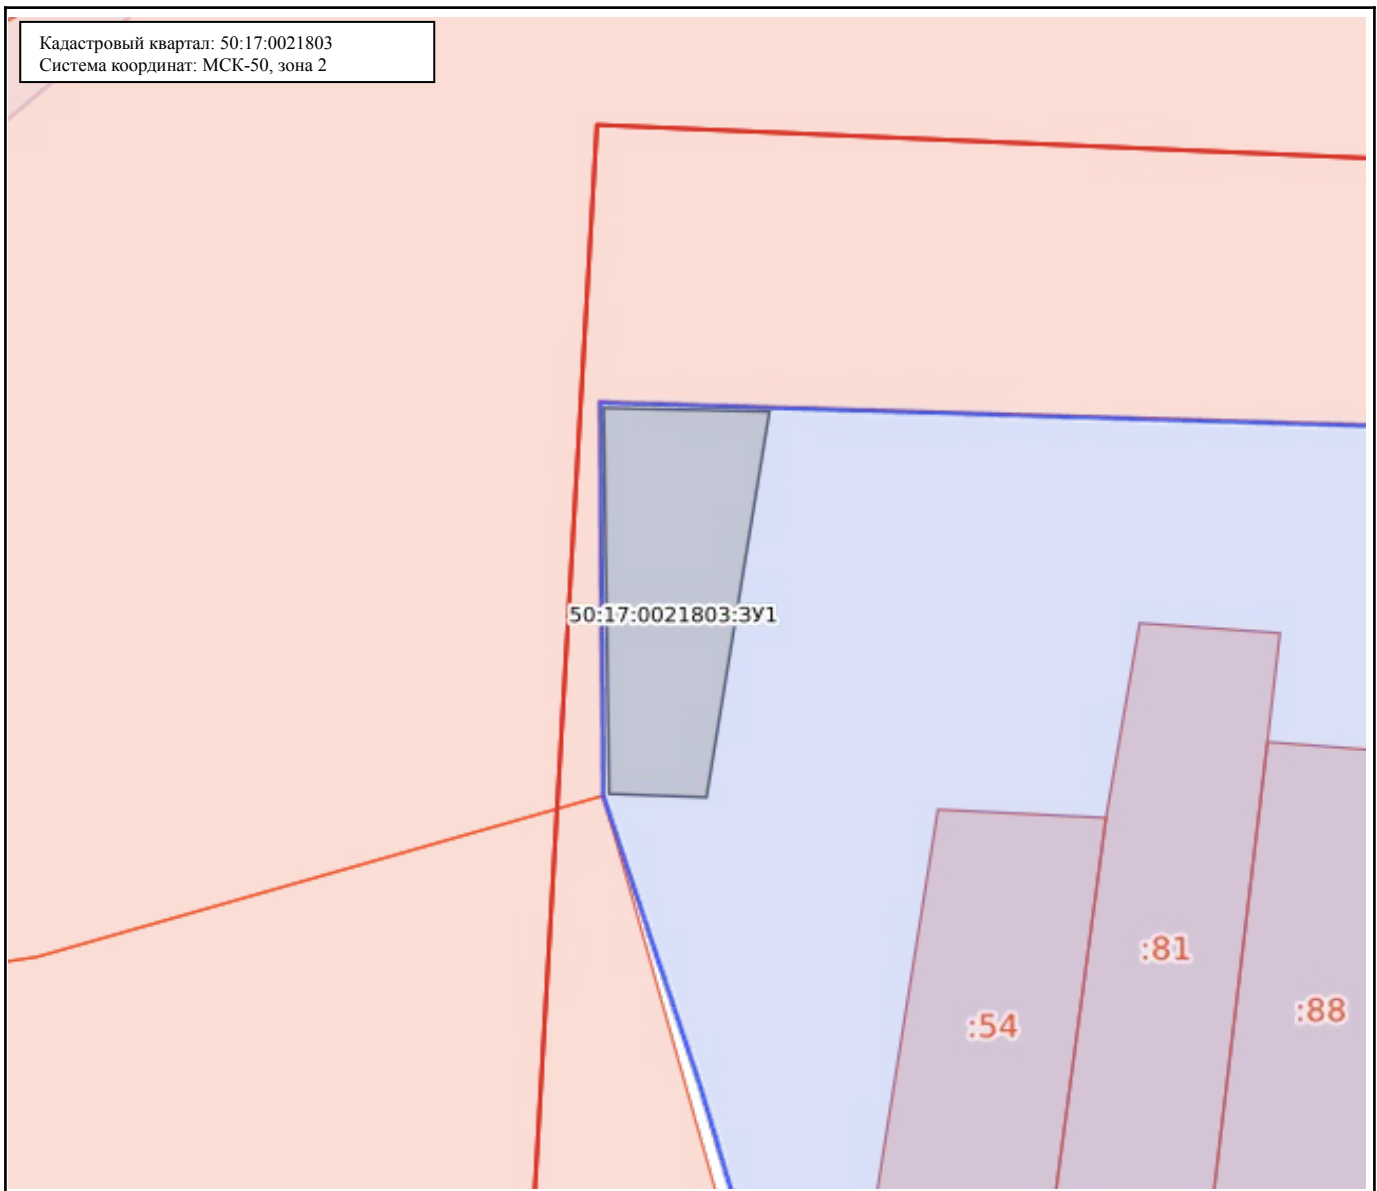 Кадастровый квартал: 50:17:0021803
Система координат: МСК-50, зона 2
50:17:0021803:ЗУ1
:81
:88
:54